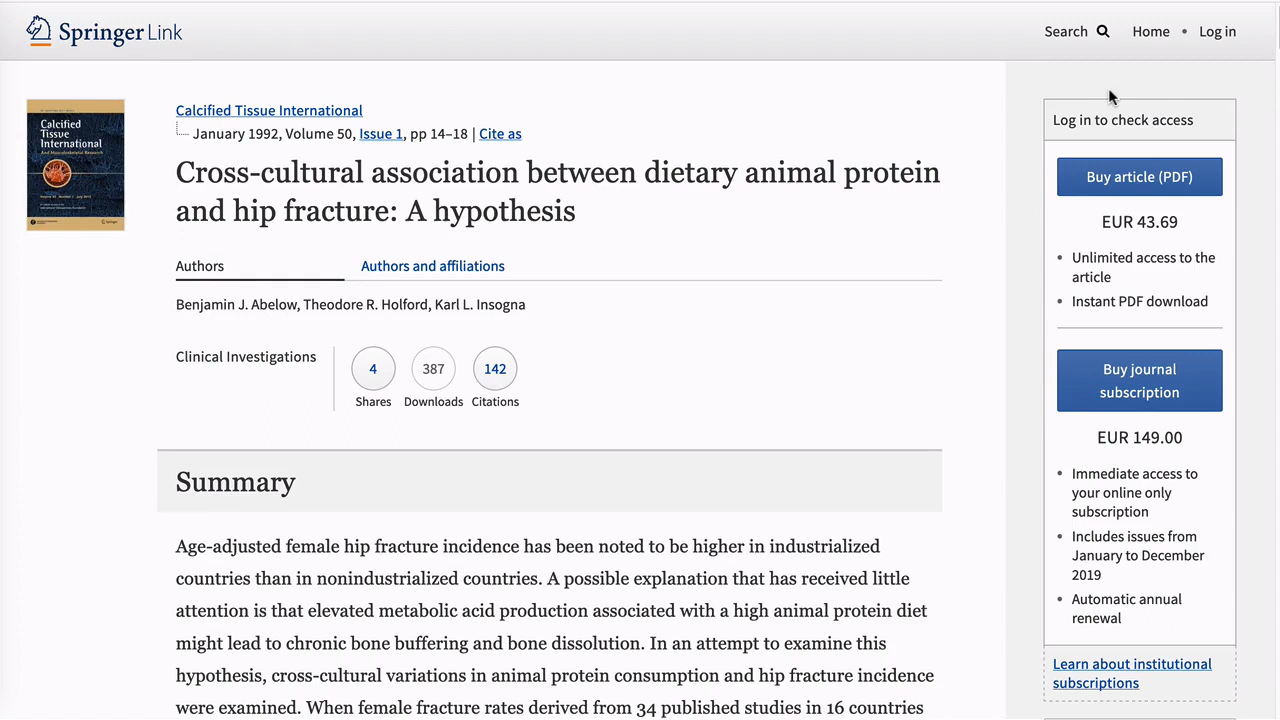 Springer Link
Search
Home • Log in
Calcified
Tissue
International
Calcified Tissue International
January 1992, Volume 50, Issue 1, pp 14–18 | Cite as
Cross-cultural association between dietary animal protein
and hip fracture: A hypothesis
Authors
Authors and affiliations
Benjamin J. Abelow, Theodore R. Holford, Karl L. Insogna
Clinical Investigations
4
Shares
387
Downloads
142
Citations
Summary
Age-adjusted female hip fracture incidence has been noted to be higher in industrialized
countries than in nonindustrialized countries. A possible explanation that has received little
attention is that elevated metabolic acid production associated with a high animal protein diet
might lead to chronic bone buffering and bone dissolution. In an attempt to examine this
hypothesis, cross-cultural variations in animal protein consumption and hip fracture incidence
were examined. When female fracture rates derived from 34 published studies in 16 countries
Log in to check access
Buy article (PDF)
EUR 43.69
• Unlimited access to the
article
• Instant PDF download
Buy journal
subscription
EUR 149.00
• Immediate access to
your online only
subscription
• Includes issues from
January to December
2019
• Automatic annual
renewal
Learn about institutional
subscriptions